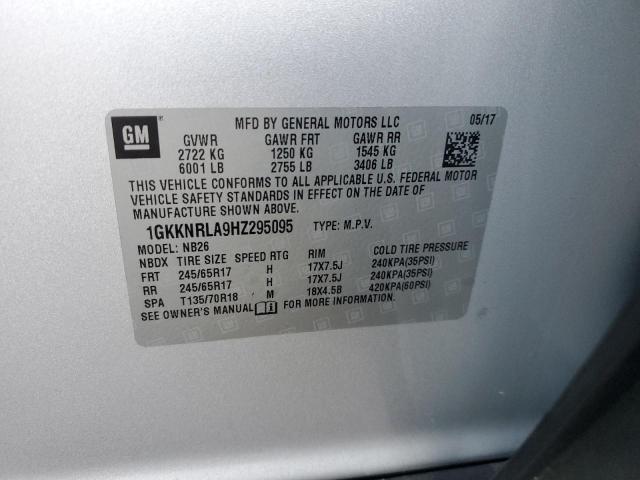 GM
MFD BY GENERAL MOTORS LLC 05/17
GVWR GAWR FRT GAWR RR
2722 KG 1250 KG 1545 KG
6001 LB 2755 LB 3406 LB
THIS VEHICLE CONFORMS TO ALL APPLICABLE U.S. FEDERAL MOTOR
VEHICLE SAFETY STANDARDS IN EFFECT ON THE DATE OF
MANUFACTURE SHOWN ABOVE.
1GKKNRLA9HZ295095 TYPE: M.P.V.
MODEL: NB26
NBDX TIRE SIZE SPEED RTG RIM COLD TIRE PRESSURE
FRT 245/65R17 H 17X7.5J 240KPA(35PSI)
RR 245/65R17 H 17X7.5J 240KPA(35PSI)
SPA T135/70R18 M 18X4.5B 420KPA(60PSI)
SEE OWNER'S MANUAL FOR MORE INFORMATION.